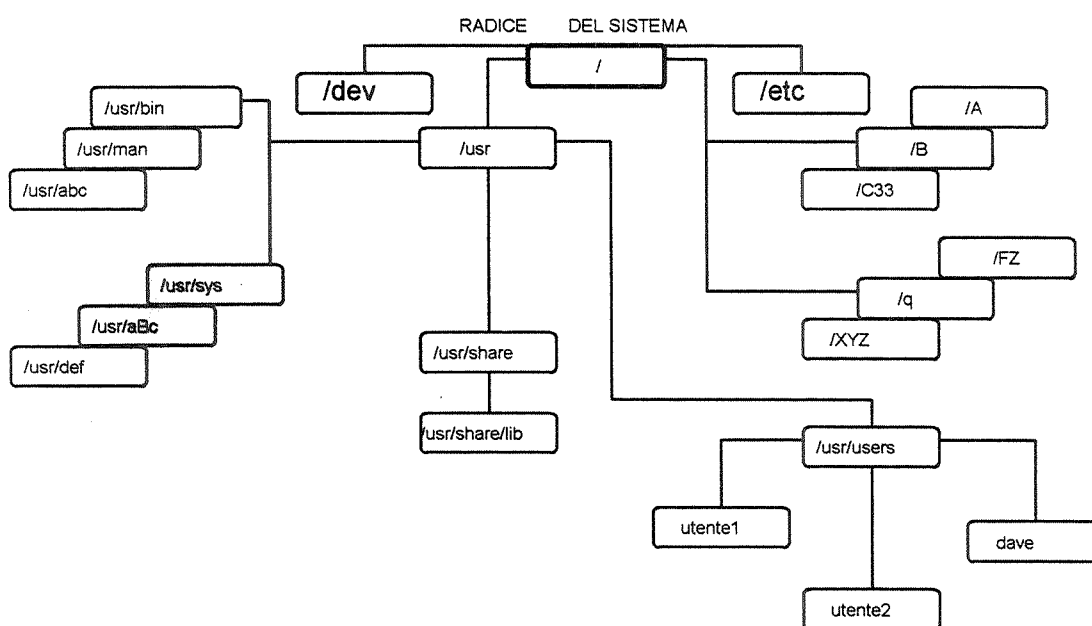 RADICE DEL SISTEMA
/
/dev
/etc
/usr/bin
/A
/usr/man
/usr
/B
/usr/abc
/C33
/FZ
/usr/sys
/q
/usr/aBc
/XYZ
/usr/share
/usr/def
/usr/share/lib
/usr/users
utente1
dave
utente2